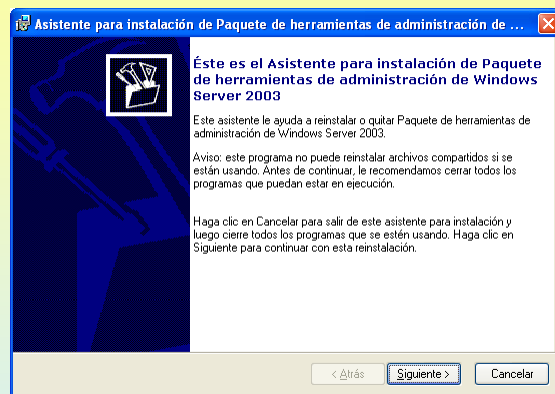 Asistente para instalación de Paquete de herramientas de administración de ...
Éste es el Asistente para instalación de Paquete
de herramientas de administración de Windows
Server 2003
Este asistente le ayuda a reinstalar o quitar Paquete de herramientas de
administración de Windows Server 2003.
Aviso: este programa no puede reinstalar archivos compartidos si se
están usando. Antes de continuar, le recomendamos cerrar todos los
programas que puedan estar en ejecución.
Haga clic en Cancelar para salir de este asistente para instalación y
luego cierre todos los programas que se estén usando. Haga clic en
Siguiente para continuar con esta reinstalación.
< Atrás Siguiente > Cancelar